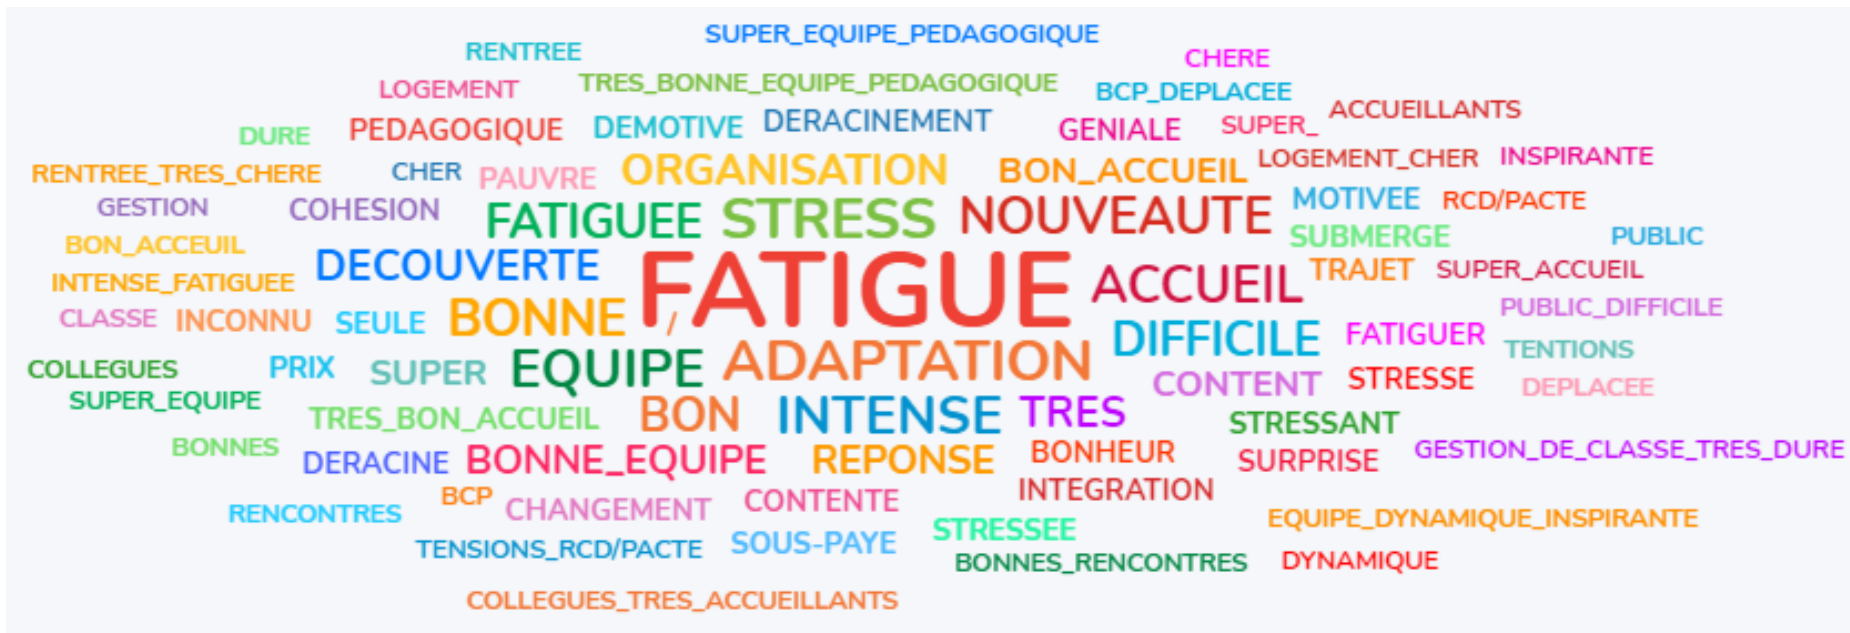 SUPER_EQUIPE_PEDAGOGIQUE
RENTREE
CHERE
LOGEMENT TRES_BONNE_EQUIPE_PEDAGOGIQUE BCP_DEPLACEE
ACCUEILLANTS
DURE PEDAGOGIQUE DEMOTIVE DERACINEMENT GENIALE SUPER_
RENTREE_TRES_CHERE CHER PAUVRE ORGANISATION BON_ACCUEIL LOGEMENT_CHER INSPIRANTE
GESTION COHESION FATIGUEE STRESS NOUVEAUTE MOTIVEE RCD/PACTE
BON_ACCEUIL SUBMERGE PUBLIC
INTENSE_FATIGUEE DECOUVERTE FATIGUE ACCUEIL TRAJET SUPER_ACCUEIL
CLASSE INCONNU SEULE BONNE / DIFFICILE FATIGUER PUBLIC_DIFFICILE
COLLEGUES PRIX SUPER EQUIPE ADAPTATION CONTENT STRESSE TENTIONS
SUPER_EQUIPE DEPLACEE
TRES_BON_ACCUEIL BON INTENSE TRES STRESSANT
BONNES DERACINE BONNE_EQUIPE REPONSE BONHEUR SURPRISE GESTION_DE_CLASSE_TRES_DURE
RENCONTRES BCP CHANGEMENT CONTENTE INTEGRATION
EQUIPE_DYNAMIQUE_INSPIRANTE
TENSIONS_RCD/PACTE SOUS-PAYE STRESSEE
BONNES_RENCONTRES DYNAMIQUE
COLLEGUES_TRES_ACCUEILLANTS